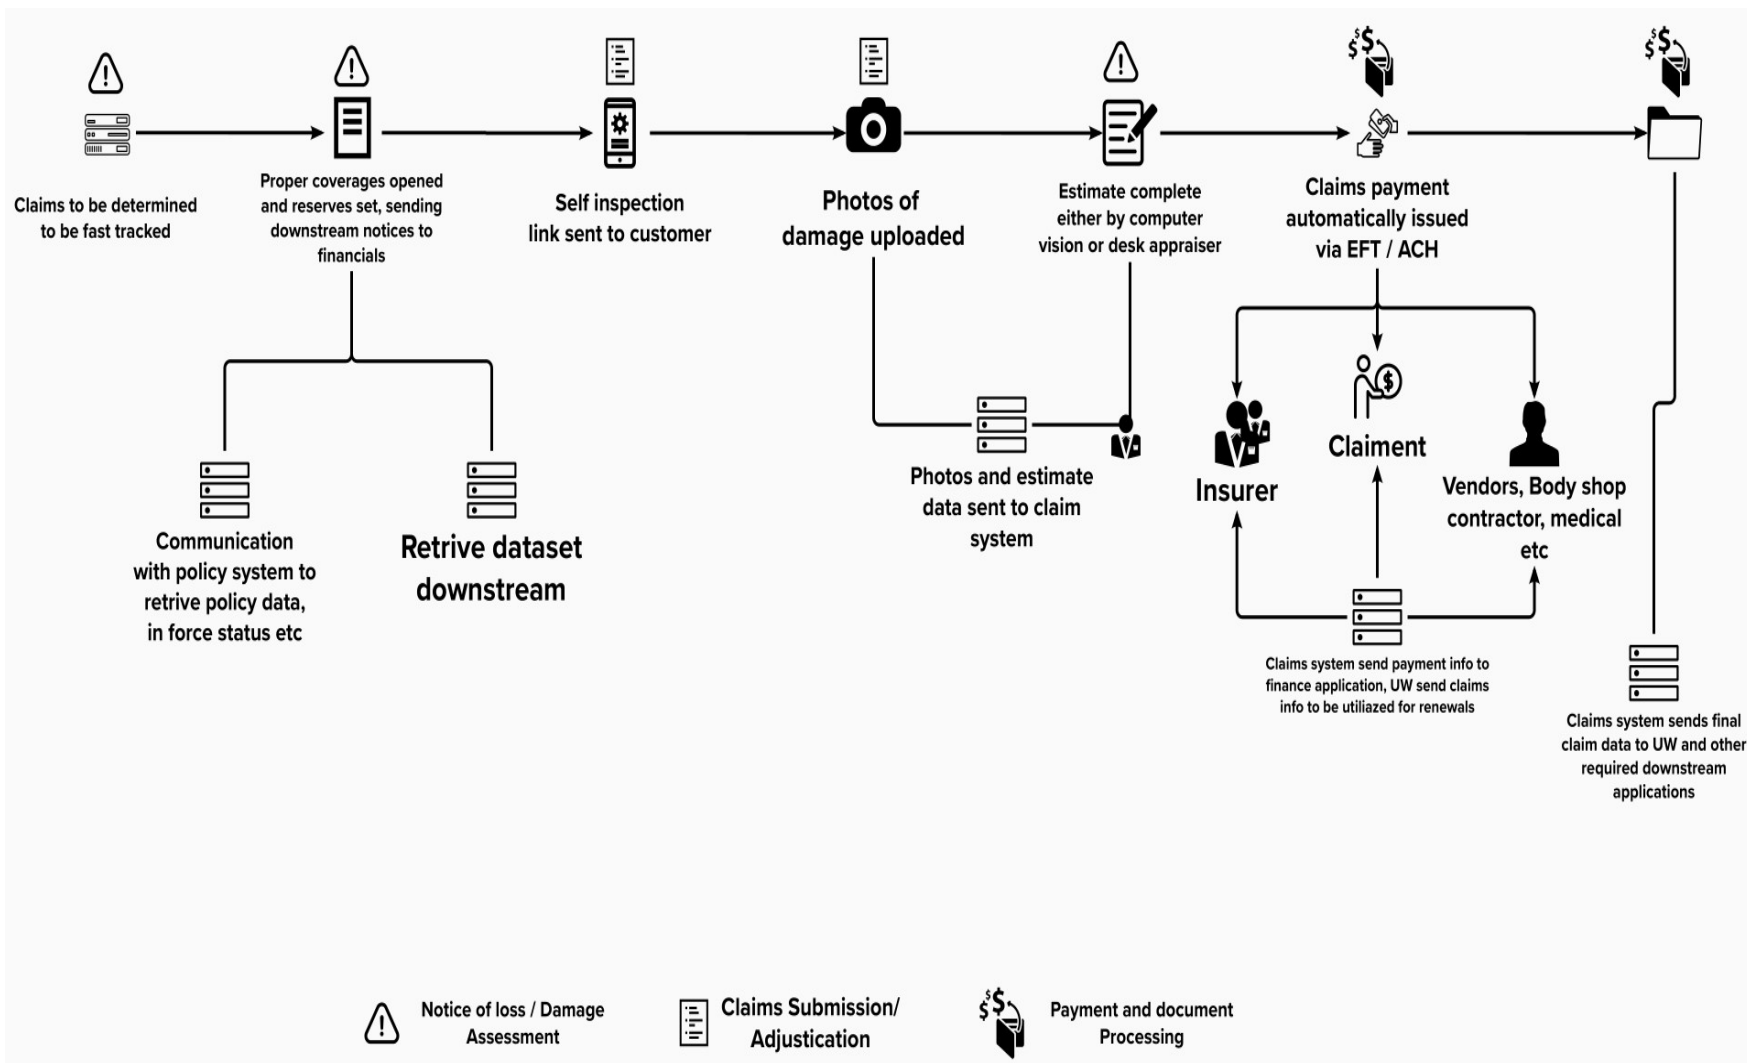 Claims to be determined
to be fast tracked
Proper coverages opened
and reserves set, sending
downstream notices to
financials
Self inspection
link sent to customer
Photos of
damage uploaded
Estimate complete
either by computer
vision or desk appraiser
Claims payment
automatically issued
via EFT / ACH
Communication
with policy system to
retrive policy data,
in force status etc
Retrive dataset
downstream
Photos and estimate
data sent to claim
system
Insurer
Claiment
Vendors, Body shop
contractor, medical
etc
Claims system send payment info to
finance application, UW send claims
info to be utiliazed for renewals
Claims system sends final
claim data to UW and other
required downstream
applications
Notice of loss / Damage
Assessment
Claims Submission/
Adjustication
Payment and document
Processing